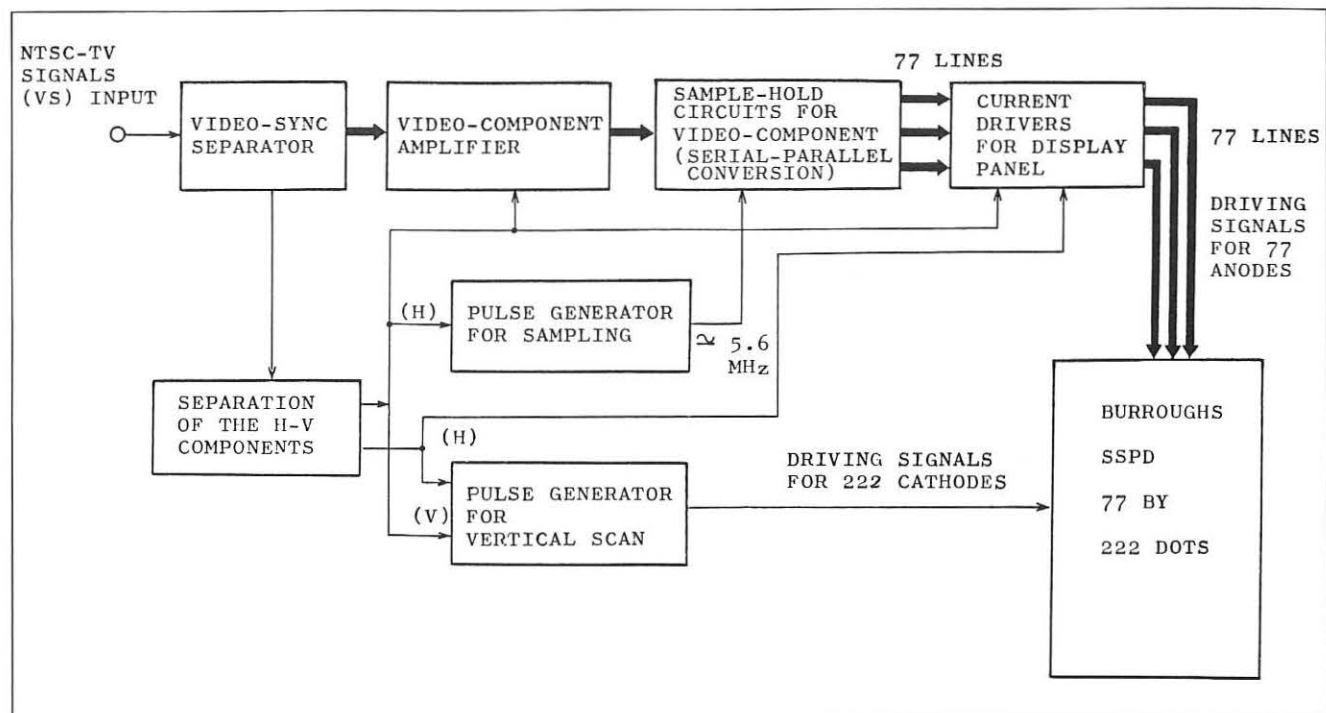 NTSC-TV
SIGNALS
(VS) INPUT
VIDEO-SYNC
SEPARATOR
VIDEO-COMPONENT
AMPLIFIER
SAMPLE-HOLD
CIRCUITS FOR
VIDEO-COMPONENT
(SERIAL-PARALLEL
CONVERSION)
77 LINES
CURRENT
DRIVERS
FOR DISPLAY
PANEL
77 LINES
DRIVING
SIGNALS
FOR 77
ANODES
(H)
PULSE GENERATOR
FOR SAMPLING
5.6
MHz
SEPARATION
OF THE H-V
COMPONENTS
(H)
(V)
PULSE GENERATOR
FOR
VERTICAL SCAN
DRIVING SIGNALS
FOR 222 CATHODES
BURROUGHS
SSPD
77 BY
222 DOTS